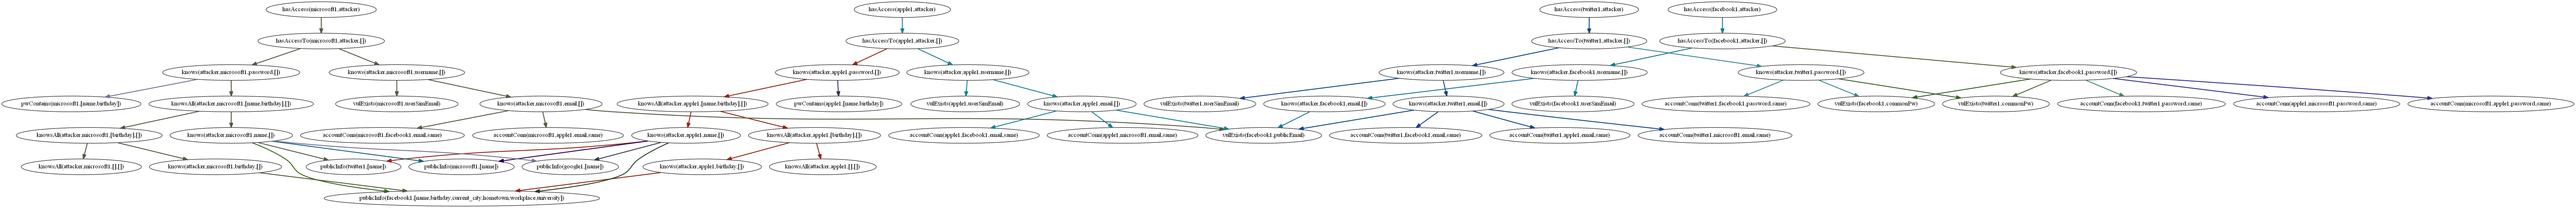 hasAccess(microsoft1,attacker)
hasAccess(apple1,attacker)
hasAccess(twitter1,attacker)
hasAccess(facebook1,attacker)
hasAccessTo(microsoft1,attacker,[])
hasAccessTo(apple1,attacker,[])
hasAccessTo(twitter1,attacker,[])
hasAccessTo(facebook1,attacker,[])
knows(attacker,microsoft1,password,[])
knows(attacker,microsoft1,username,[])
knows(attacker,apple1,password,[])
knows(attacker,apple1,username,[])
knows(attacker,twitter1,username,[])
knows(attacker,facebook1,username,[])
knows(attacker,twitter1,password,[])
knows(attacker,facebook1,password,[])
pwContains(microsoft1,[name,birthday])
knowsAll(attacker,microsoft1,[name,birthday],[])
vulExists(microsoft1,userSimEmail)
knows(attacker,microsoft1,email,[])
knowsAll(attacker,apple1,[name,birthday],[])
pwContains(apple1,[name,birthday])
vulExists(apple1,userSimEmail)
knows(attacker,apple1,email,[])
vulExists(twitter1,userSimEmail)
knows(attacker,facebook1,email,[])
knows(attacker,twitter1,email,[])
vulExists(facebook1,userSimEmail)
accountConn(twitter1,facebook1,password,same)
vulExists(facebook1,commonPw)
vulExists(twitter1,commonPw)
accountConn(facebook1,twitter1,password,same)
accountConn(apple1,microsoft1,password,same)
accountConn(microsoft1,apple1,password,same)
knowsAll(attacker,microsoft1,[birthday],[])
knows(attacker,microsoft1,name,[])
accountConn(microsoft1,facebook1,email,same)
accountConn(microsoft1,apple1,email,same)
knows(attacker,apple1,name,[])
knowsAll(attacker,apple1,[birthday],[])
accountConn(apple1,facebook1,email,same)
accountConn(apple1,microsoft1,email,same)
vulExists(facebook1,publicEmail)
accountConn(twitter1,facebook1,email,same)
accountConn(twitter1,apple1,email,same)
accountConn(twitter1,microsoft1,email,same)
knowsAll(attacker,microsoft1,[],[])
knows(attacker,microsoft1,birthday,[])
publicInfo(twitter1,[name])
publicInfo(microsoft1,[name])
publicInfo(google1,[name])
knows(attacker,apple1,birthday,[])
knowsAll(attacker,apple1,[],[])
publicInfo(facebook1,[name,birthday,current_city,hometown,workplace,university])